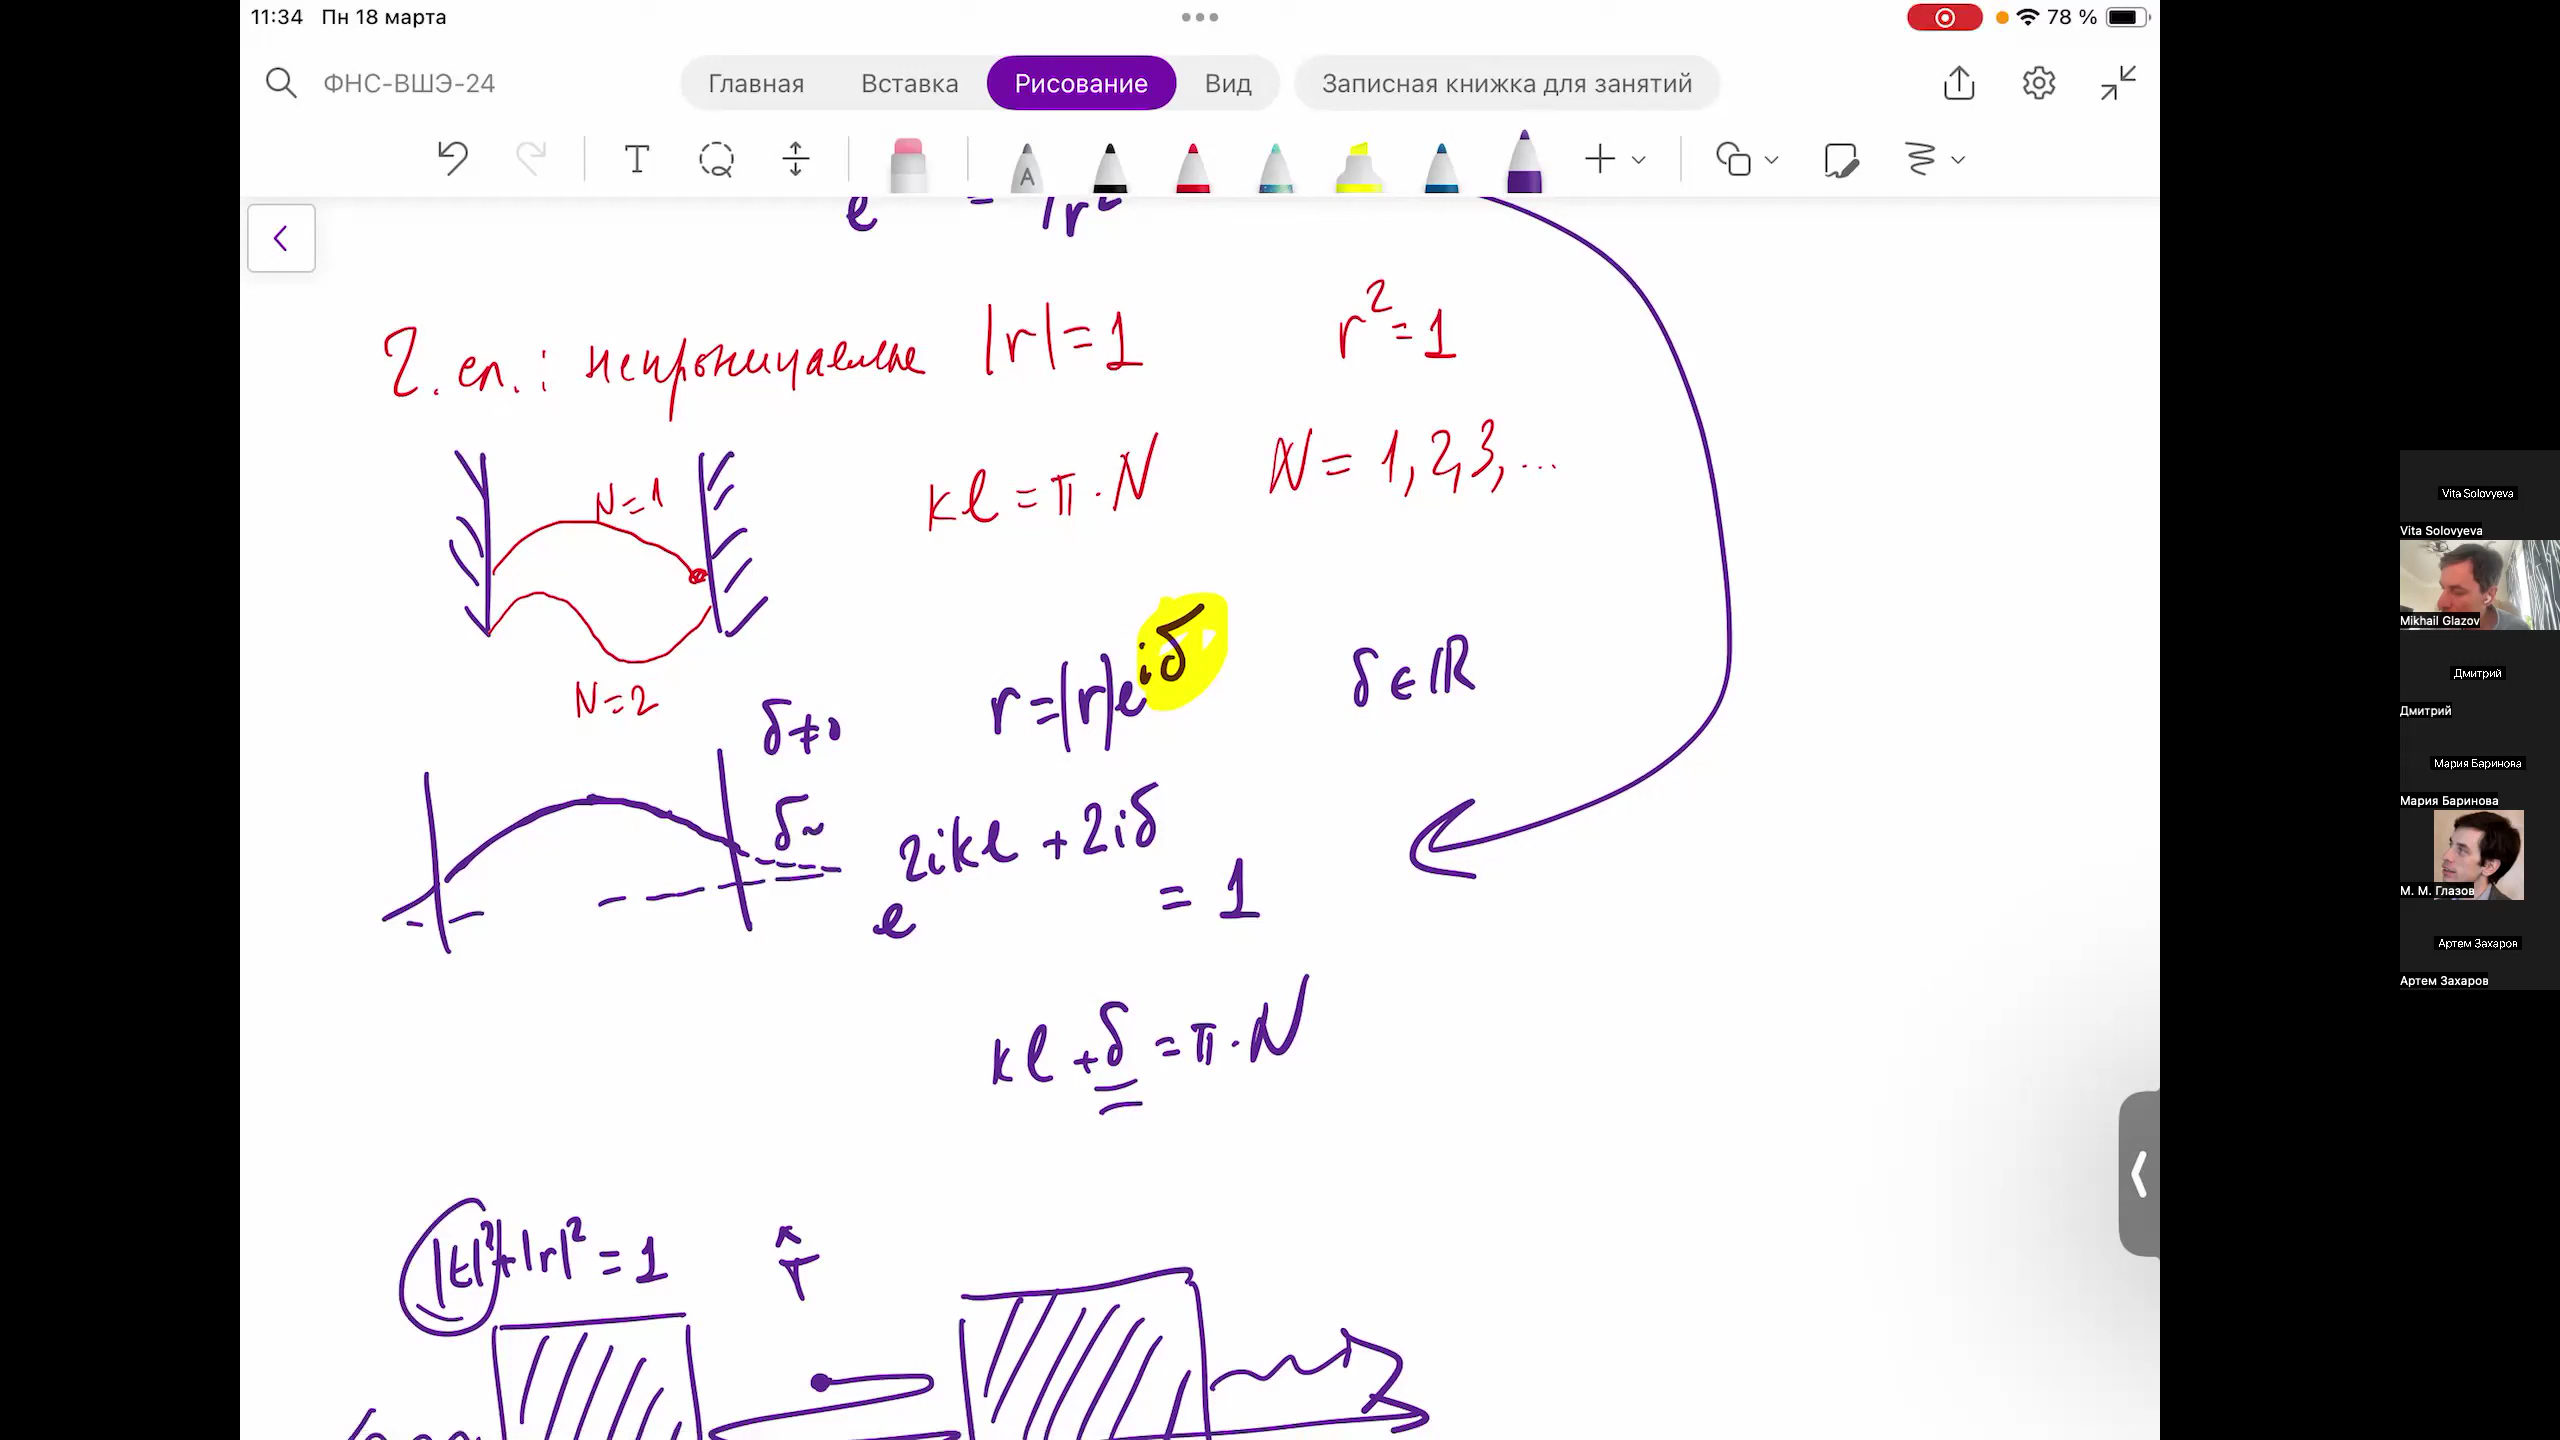 11:34 Пн 18 марта
78 %
ФНС-ВШЭ-24
Главная Вставка Рисование Вид Записная книжка для занятий
T A
e = 1/r²
Ч. сл.: непроницаемые |r| = 1 r² = 1
N=1
kℓ = π · N N = 1, 2, 3, ...
N=2
r = |r|e^{iδ} δ ∈ ℝ
δ ≠ 0
δ~
e^{2ikℓ + 2iδ} = 1
kℓ + δ = π · N
|t|² + |r|² = 1
Vita Solovyeva
Vita Solovyeva
Mikhail Glazov
Дмитрий
Дмитрий
Мария Баринова
Мария Баринова
М. М. Глазов
Артем Захаров
Артем Захаров